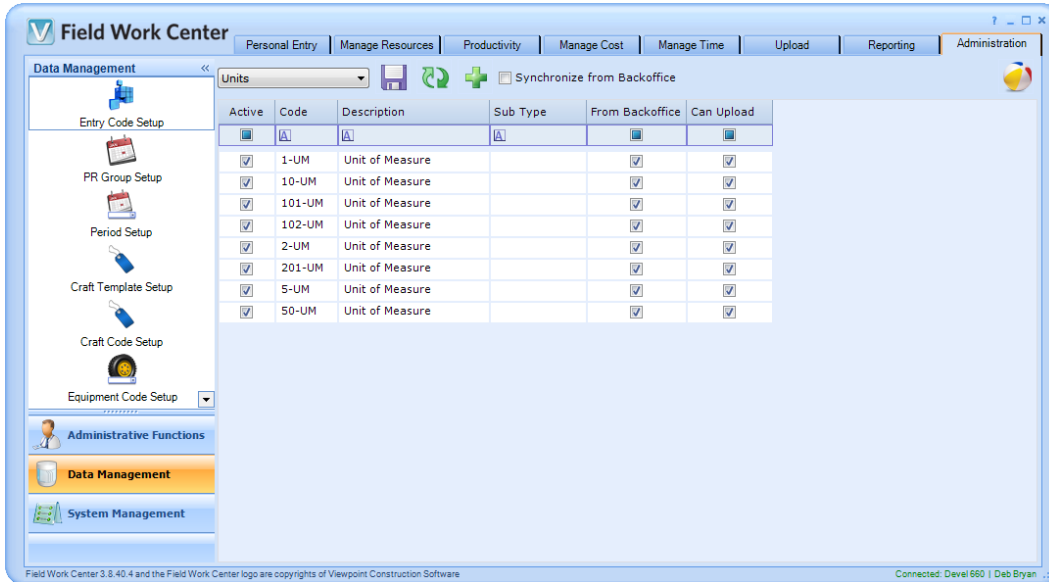 Field Work Center
? _ □ ×
Personal Entry Manage Resources Productivity Manage Cost Manage Time Upload Reporting Administration
Data Management «
Entry Code Setup
PR Group Setup
Period Setup
Craft Template Setup
Craft Code Setup
Equipment Code Setup
Administrative Functions
Data Management
System Management
Units Synchronize from Backoffice
Active Code Description Sub Type From Backoffice Can Upload
A A A
1-UM Unit of Measure
10-UM Unit of Measure
101-UM Unit of Measure
102-UM Unit of Measure
2-UM Unit of Measure
201-UM Unit of Measure
5-UM Unit of Measure
50-UM Unit of Measure
Field Work Center 3.8.40.4 and the Field Work Center logo are copyrights of Viewpoint Construction Software
Connected: Devel 660 | Deb Bryan